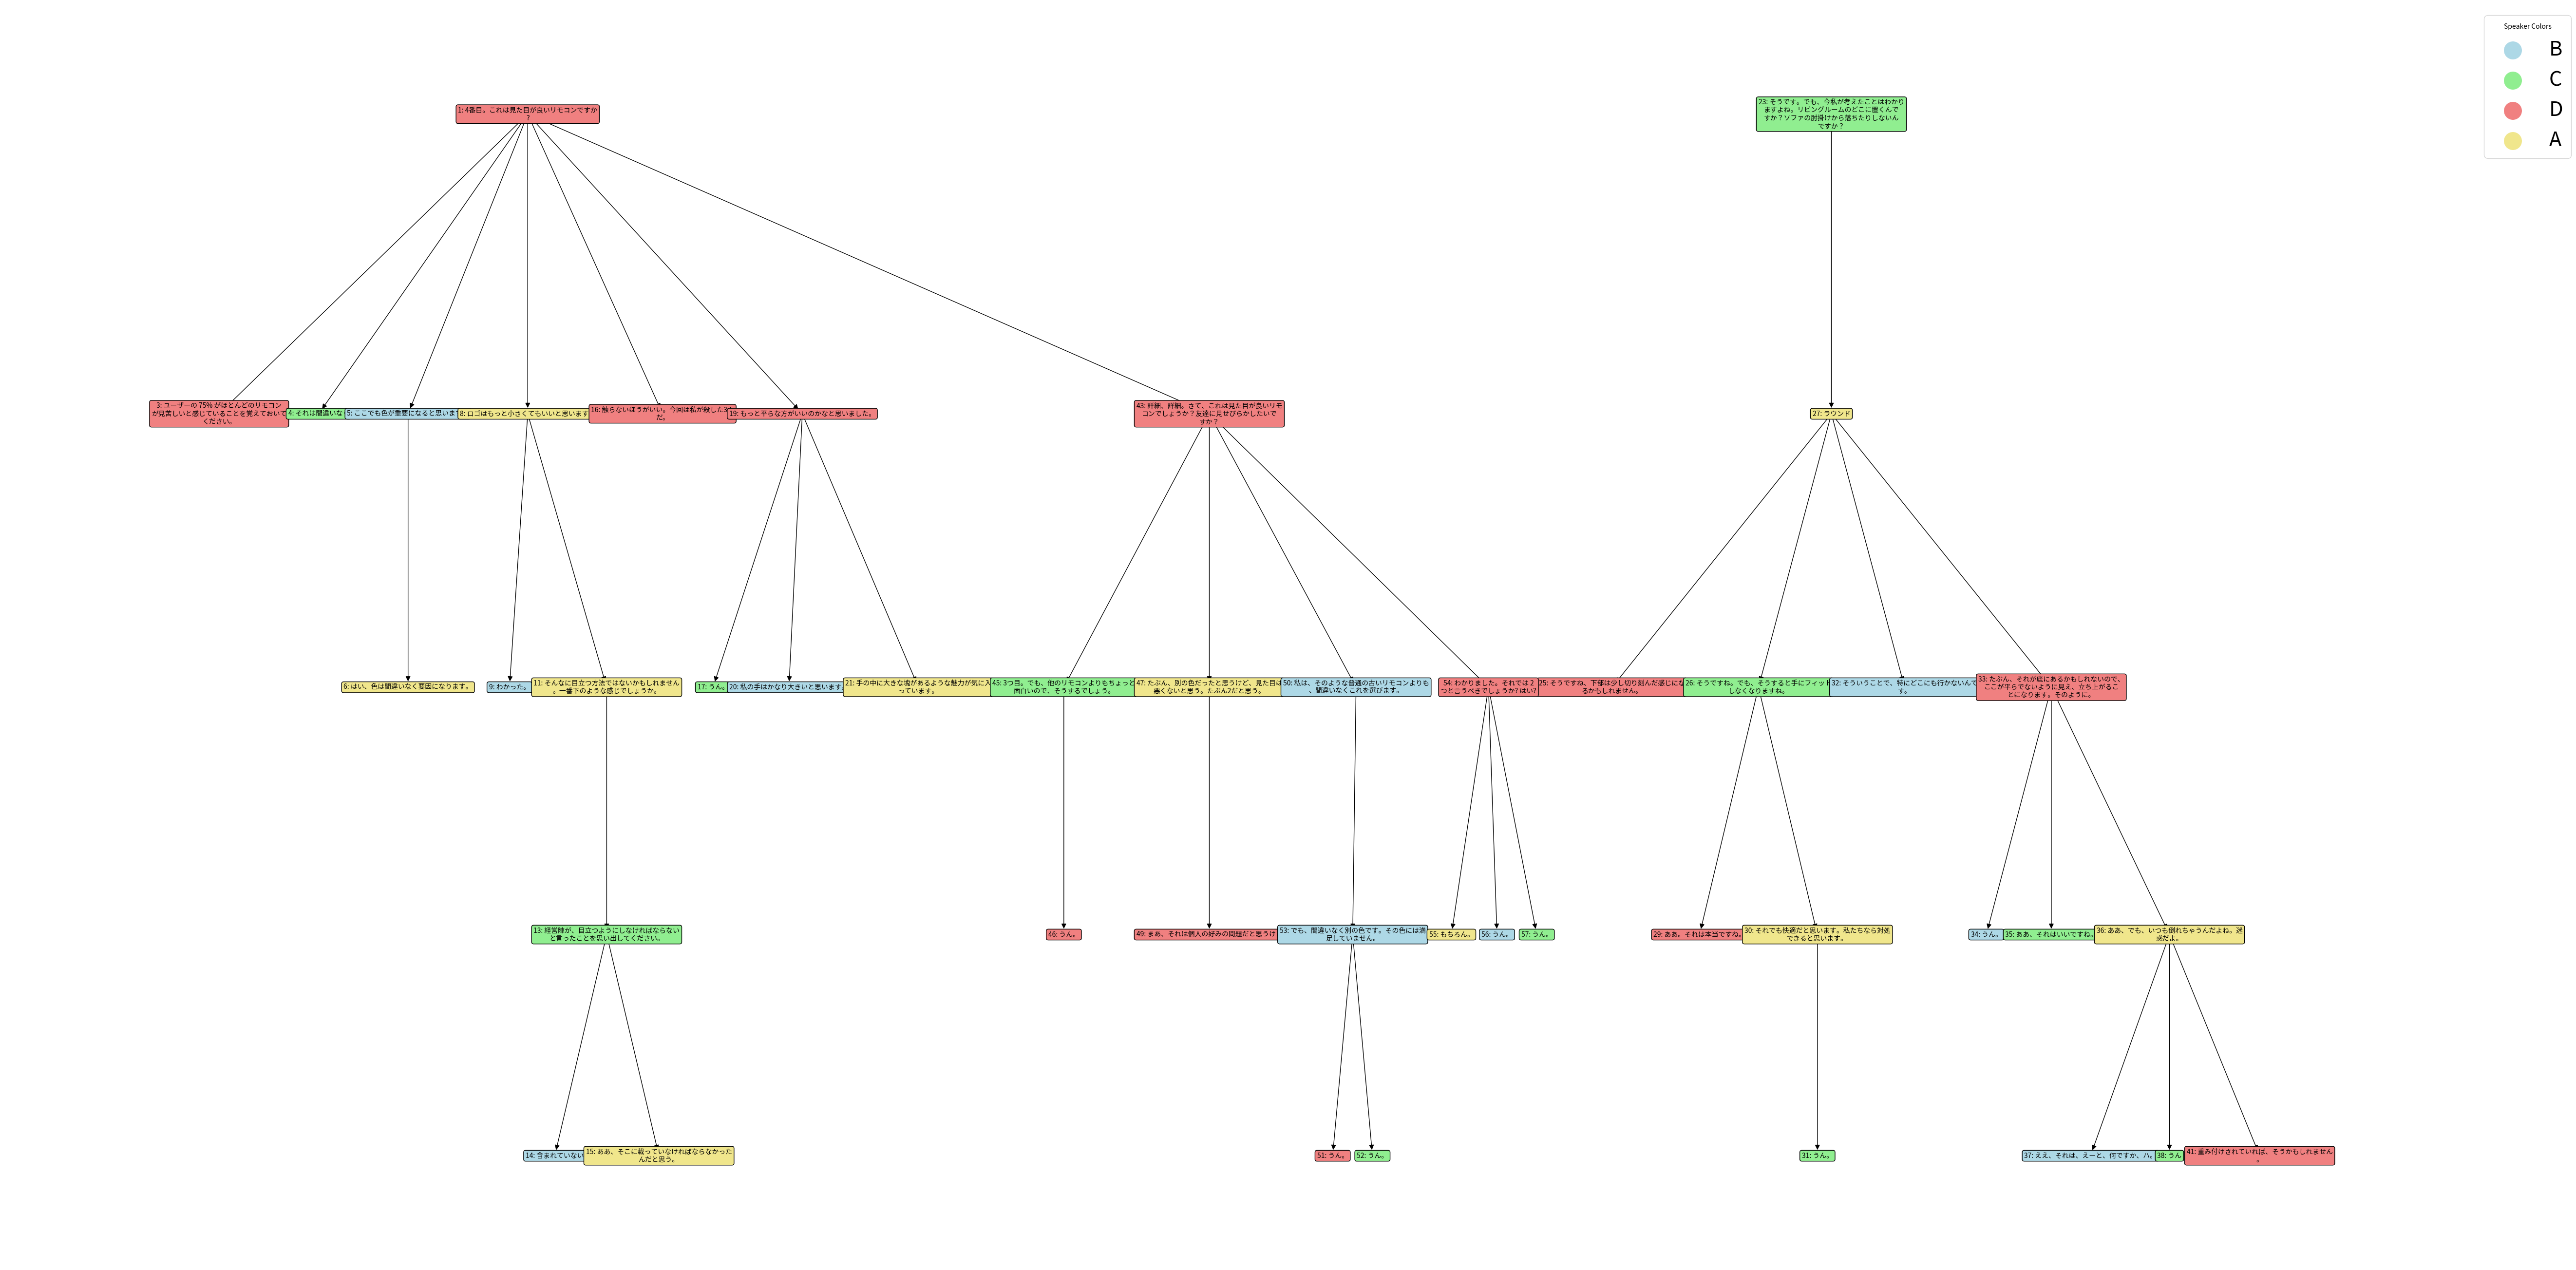 Speaker Colors
B
C
D
A
1: 4番目。これは見た目が良いリモコンですか
?
23: そうです。でも、今私が考えたことはわかり
ますよね。リビングルームのどこに置くんで
すか？ソファの肘掛けから落ちたりしないん
ですか？
3: ユーザーの 75% がほとんどのリモコン
が見苦しいと感じていることを覚えておいて
ください。
4: それは間違いな
5: ここでも色が重要になると思いま
8: ロゴはもっと小さくてもいいと思います
16: 触らないほうがいい。今回は私が殺した3
だ。
19: もっと平らな方がいいのかなと思いました。
43: 詳細、詳細。さて、これは見た目が良いリモ
コンでしょうか？友達に見せびらかしたいで
すか？
27: ラウンド
6: はい、色は間違いなく要因になります。
9: わかった。
11: そんなに目立つ方法ではないかもしれません
。一番下のような感じでしょうか。
17: うん。
20: 私の手はかなり大きいと思います
21: 手の中に大きな塊があるような魅力が気に入
っています。
45: 3つ目。でも、他のリモコンよりもちょっと
面白いので、そうするでしょう。
47: たぶん、別の色だったと思うけど、見た目は
悪くないと思う。たぶん2だと思う。
50: 私は、そのような普通の古いリモコンよりも
、間違いなくこれを選びます。
54: わかりました。それでは 2
つと言うべきでしょうか? はい?
25: そうですね、下部は少し切り刻んだ感じにな
るかもしれません。
26: そうですね。でも、そうすると手にフィット
しなくなりますね。
32: そういうことで、特にどこにも行かないんで
す。
33: たぶん、それが底にあるかもしれないので、
ここが平らでないように見え、立ち上がるこ
とになります。そのように。
13: 経営陣が、目立つようにしなければならない
と言ったことを思い出してください。
46: うん。
49: まあ、それは個人の好みの問題だと思うけ
53: でも、間違いなく別の色です。その色には満
足していません。
55: もちろん。
56: うん。
57: うん。
29: ああ。それは本当ですね。
30: それでも快適だと思います。私たちなら対処
できると思います。
34: うん。
35: ああ、それはいいですね。
36: ああ、でも、いつも倒れちゃうんだよね。迷
惑だよ。
14: 含まれていない
15: ああ、そこに載っていなければならなかった
んだと思う。
51: うん。
52: うん。
31: うん。
37: ええ、それは、えーと、何ですか、ハ。
38: うん
41: 重み付けされていれば、そうかもしれません
。